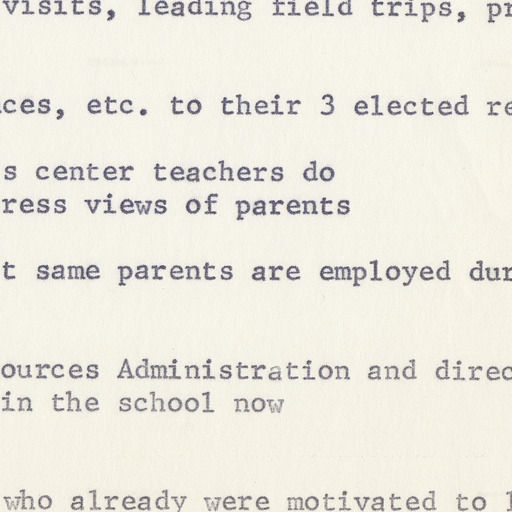 visits, leading field trips, pr
ces, etc. to their 3 elected re
s center teachers do
ress views of parents
t same parents are employed dur
ources Administration and direc
in the school now
who already were motivated to